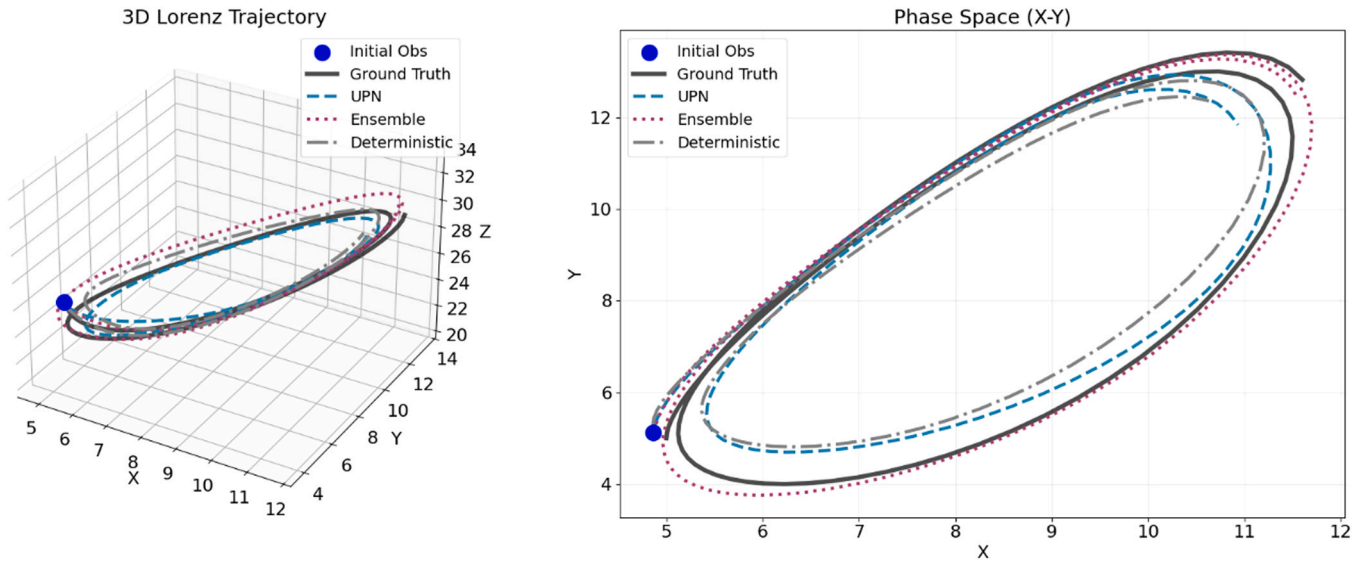 3D Lorenz Trajectory
Initial Obs
Ground Truth
UPN
Ensemble
Deterministic
34
32
30
28
26
24
22
20
Z
14
12
10
8
6
4
Y
5
6
7
8
9
10
11
12
X
Phase Space (X-Y)
Initial Obs
Ground Truth
UPN
Ensemble
Deterministic
12
10
8
6
4
Y
5 6 7 8 9 10 11 12
X